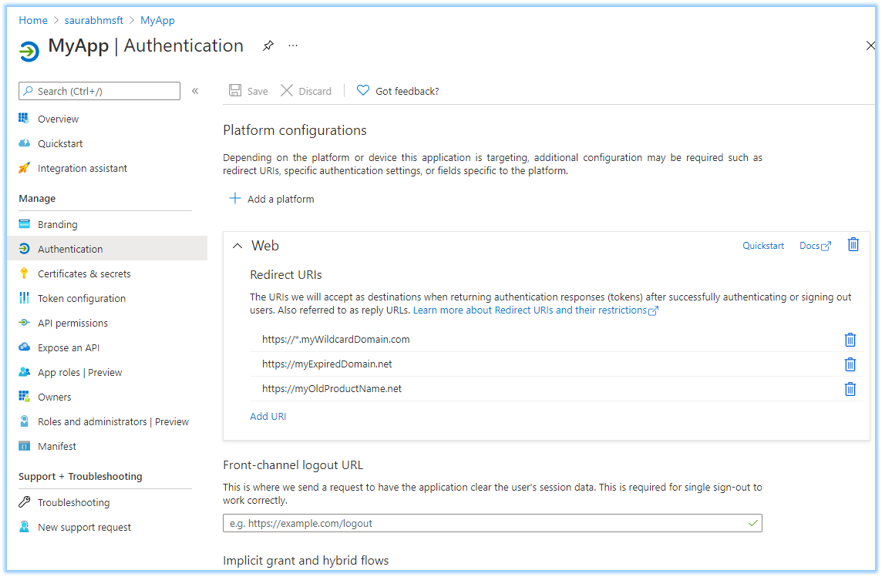 Home > saurabhmsft > MyApp
MyApp | Authentication
Search (Ctrl+/)
«
Save Discard Got feedback?
Overview
Quickstart
Integration assistant
Manage
Branding
Authentication
Certificates & secrets
Token configuration
API permissions
Expose an API
App roles | Preview
Owners
Roles and administrators | Preview
Manifest
Support + Troubleshooting
Troubleshooting
New support request
Platform configurations
Depending on the platform or device this application is targeting, additional configuration may be required such as
redirect URIs, specific authentication settings, or fields specific to the platform.
Add a platform
Web Quickstart Docs
Redirect URIs
The URIs we will accept as destinations when returning authentication responses (tokens) after successfully authenticating or signing out
users. Also referred to as reply URLs. Learn more about Redirect URIs and their restrictions
https://*.myWildcardDomain.com
https://myExpiredDomain.net
https://myOldProductName.net
Add URI
Front-channel logout URL
This is where we send a request to have the application clear the user's session data. This is required for single sign-out to
work correctly.
e.g. https://example.com/logout
Implicit grant and hybrid flows